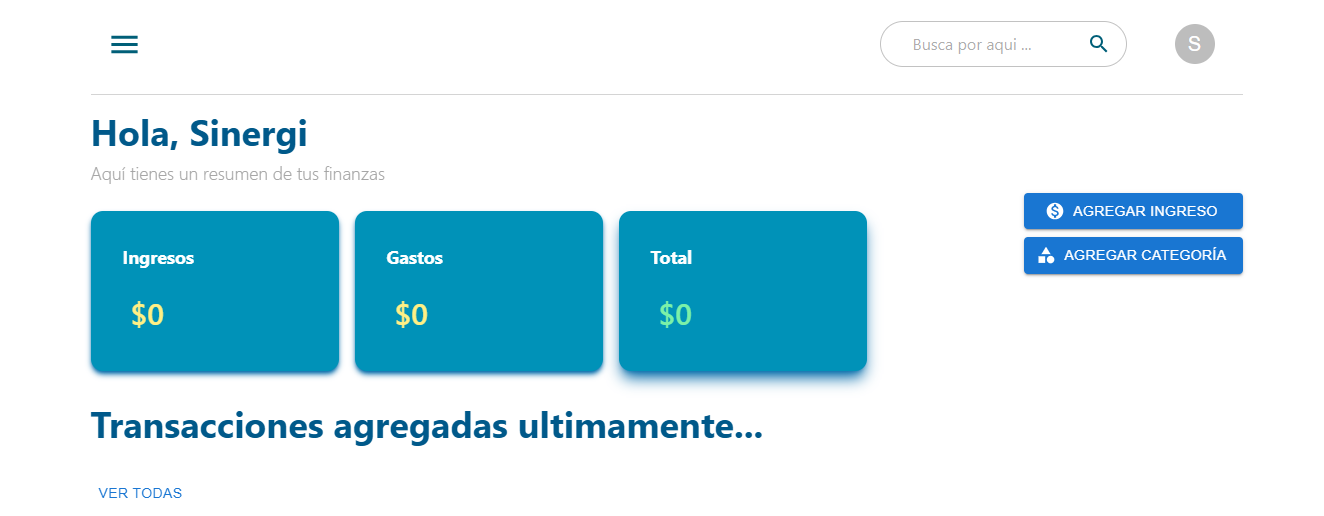 Busca por aqui ...
S
Hola, Sinergi
Aquí tienes un resumen de tus finanzas
AGREGAR INGRESO
AGREGAR CATEGORÍA
Ingresos
$0
Gastos
$0
Total
$0
Transacciones agregadas ultimamente...
VER TODAS